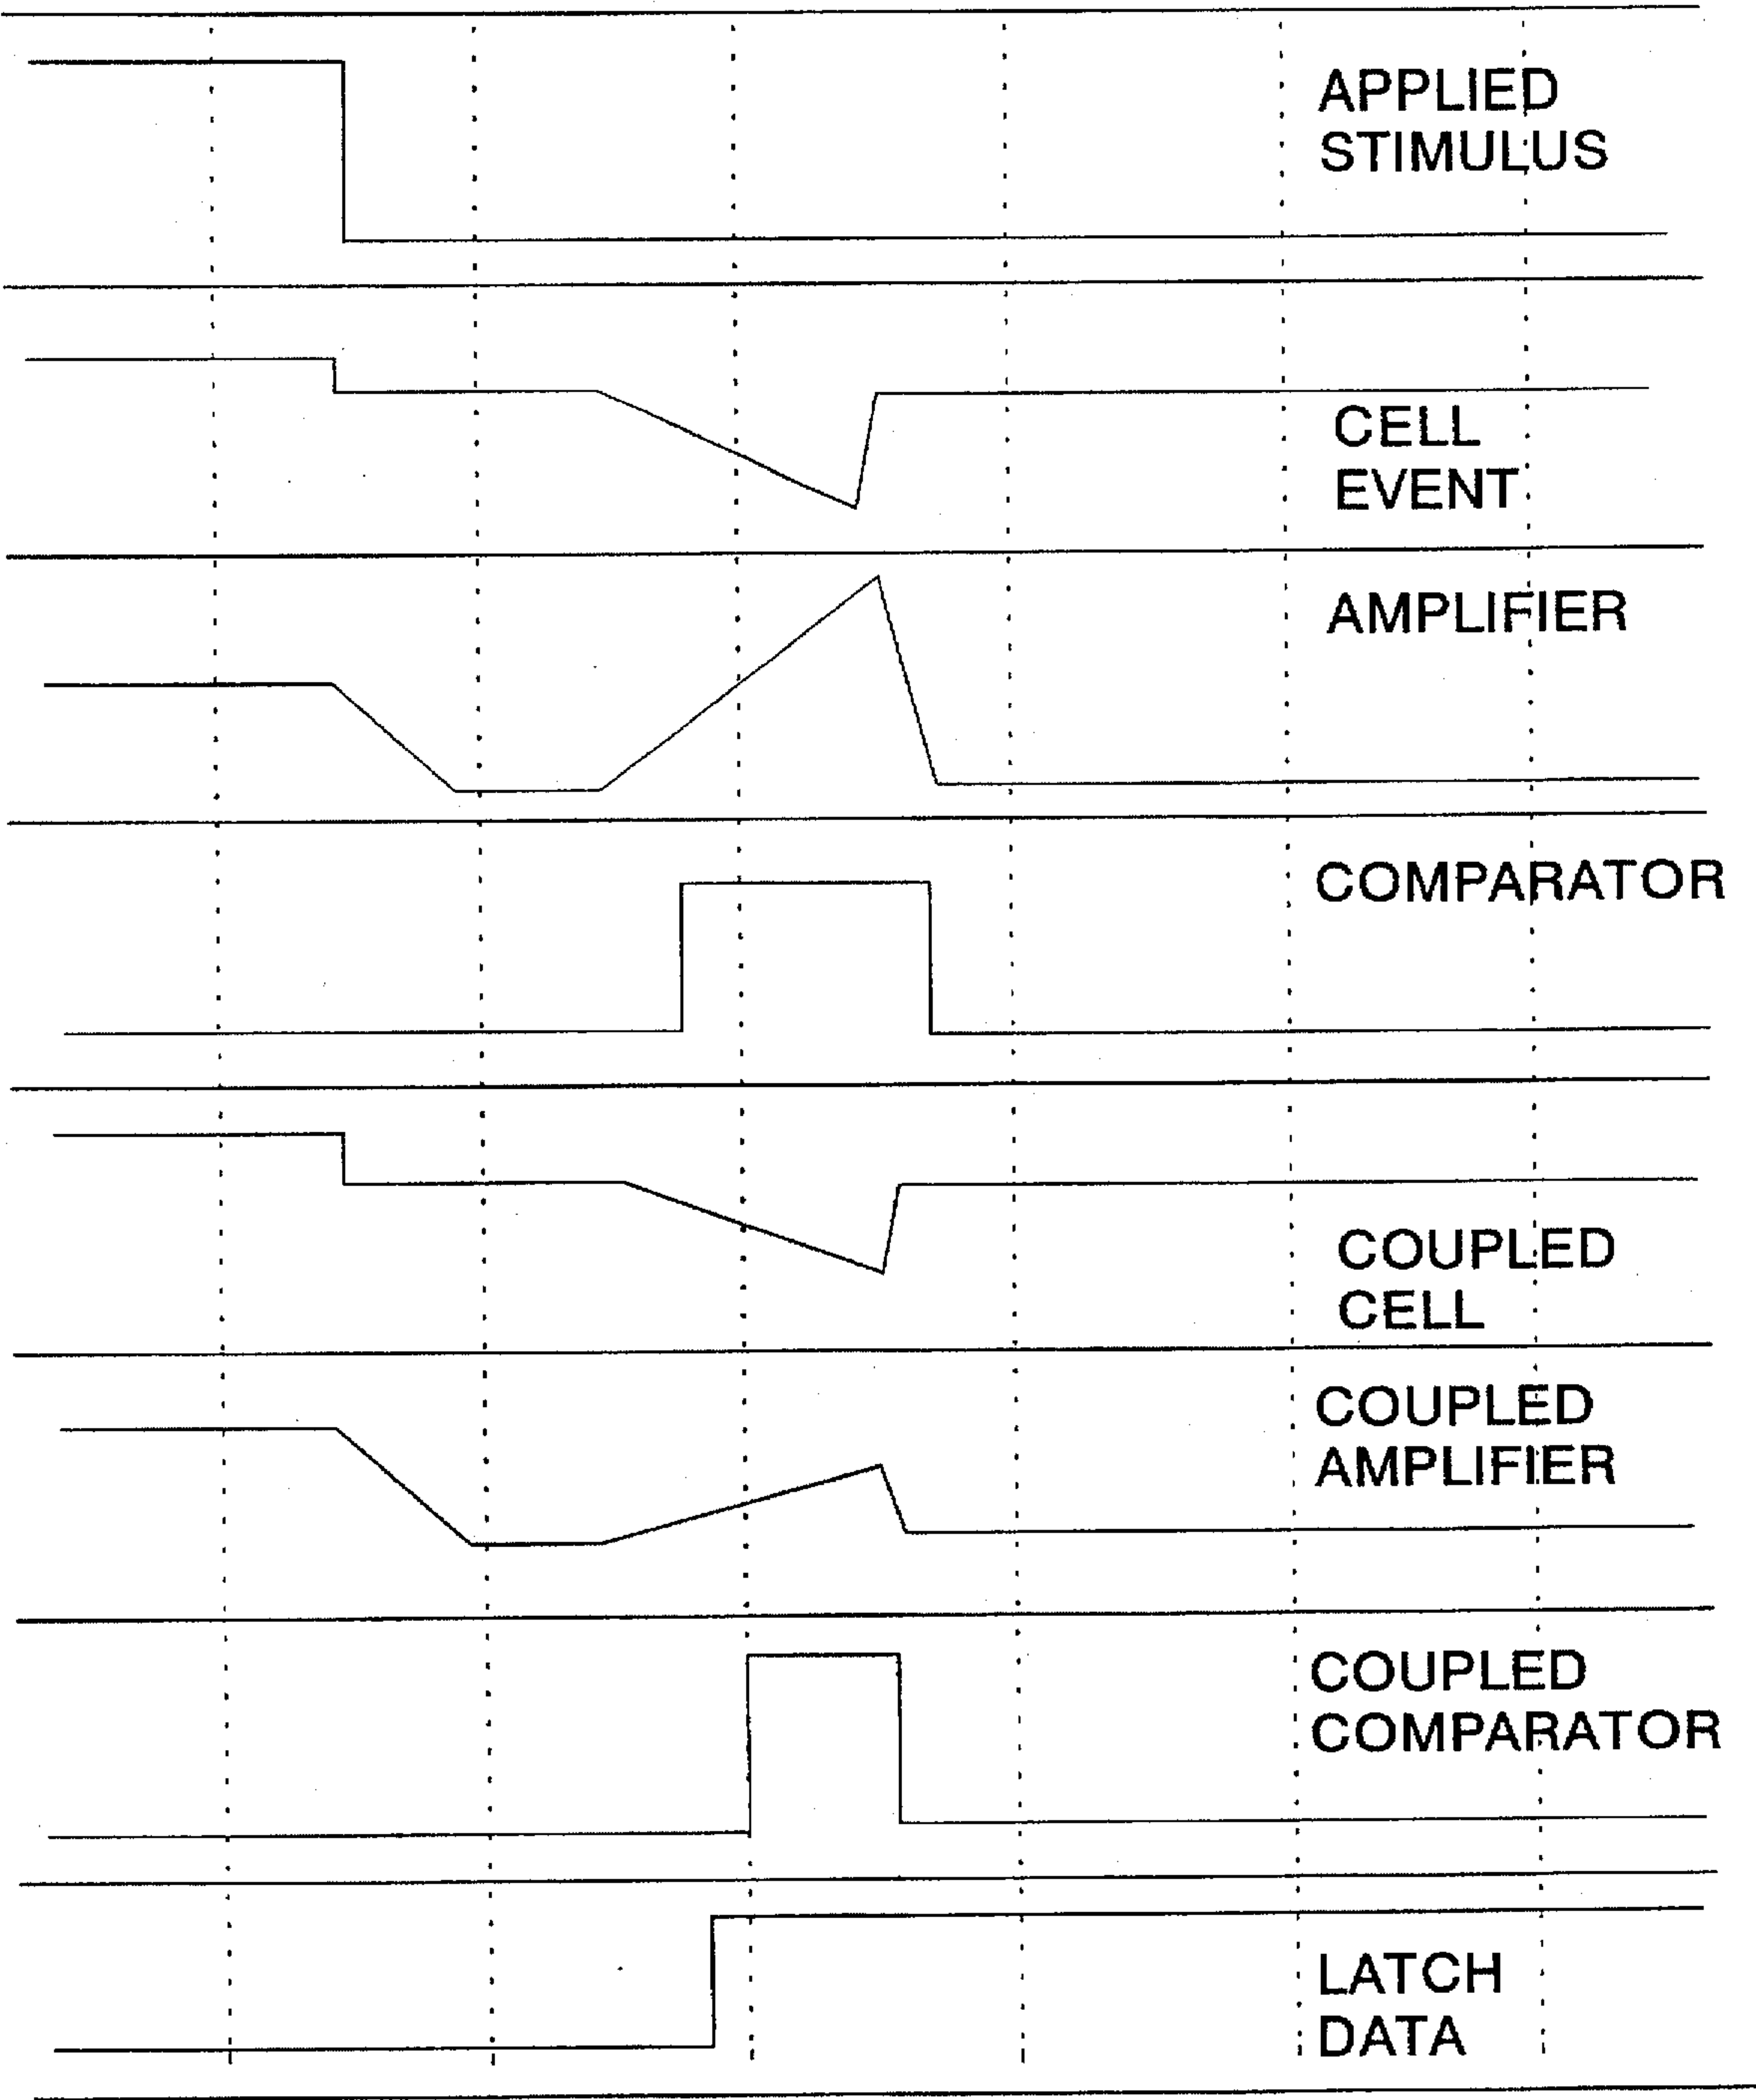 APPLIED
STIMULUS
CELL
EVENT
AMPLIFIER
COMPARATOR
COUPLED
CELL
COUPLED
AMPLIFIER
COUPLED
COMPARATOR
LATCH
DATA